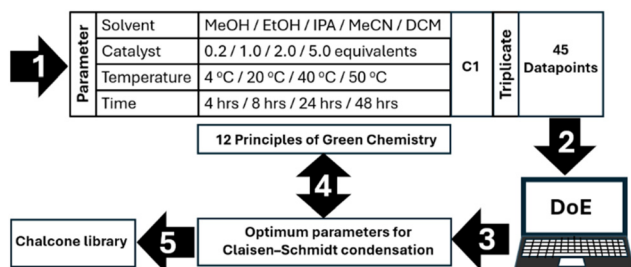 1
Parameter
Solvent MeOH / EtOH / IPA / MeCN / DCM
Catalyst 0.2 / 1.0 / 2.0 / 5.0 equivalents
Temperature 4 °C / 20 °C / 40 °C / 50 °C
Time 4 hrs / 8 hrs / 24 hrs / 48 hrs
C1
Triplicate
45
Datapoints
2
12 Principles of Green Chemistry
4
DoE
3
Optimum parameters for
Claisen–Schmidt condensation
5
Chalcone library